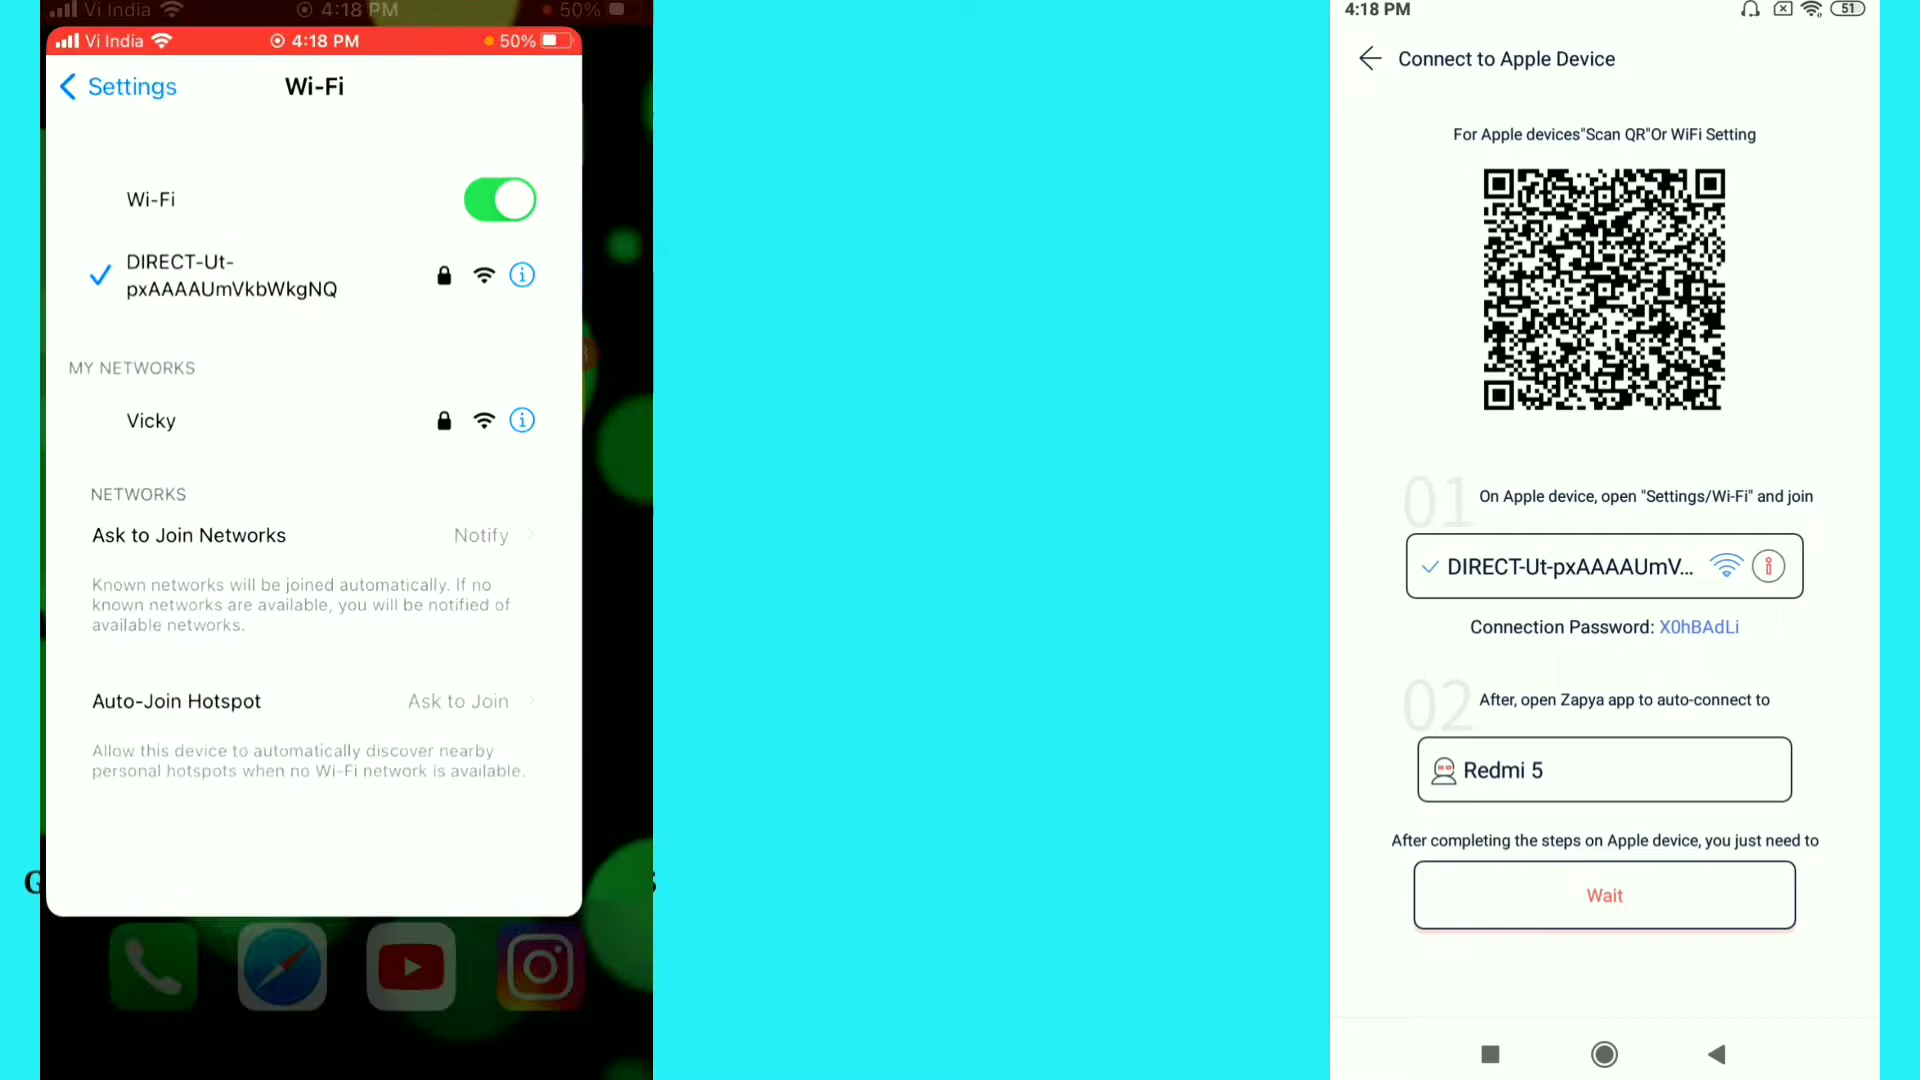 Vi India 4:18 PM 50%
Vi India 4:18 PM 50%
Settings Wi-Fi
Wi-Fi
DIRECT-Ut-
pxAAAAUmVkbWkgNQ
MY NETWORKS
Vicky
NETWORKS
Ask to Join Networks Notify
Known networks will be joined automatically. If no
known networks are available, you will be notified of
available networks.
Auto-Join Hotspot Ask to Join
Allow this device to automatically discover nearby
personal hotspots when no Wi-Fi network is available.
4:18 PM 51
Connect to Apple Device
For Apple devices"Scan QR"Or WiFi Setting
01 On Apple device, open "Settings/Wi-Fi" and join
DIRECT-Ut-pxAAAAUmV...
Connection Password: X0hBAdLi
02 After, open Zapya app to auto-connect to
Redmi 5
After completing the steps on Apple device, you just need to
Wait